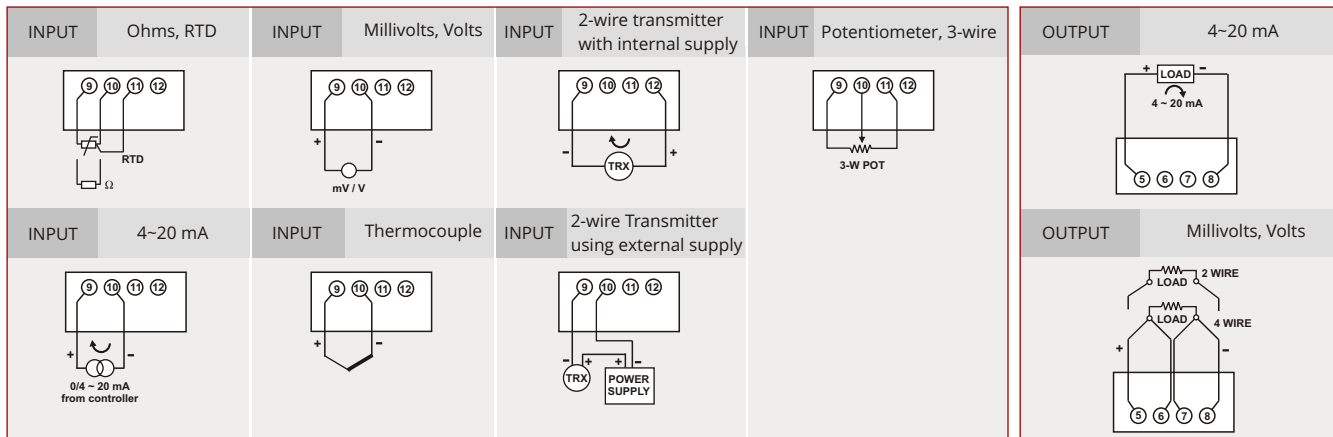 INPUT Ohms, RTD
9 10 11 12
RTD
Ω
INPUT Millivolts, Volts
9 10 11 12
+ -
mV / V
INPUT 2-wire transmitter
with internal supply
9 10 11 12
- +
TRX
INPUT Potentiometer, 3-wire
9 10 11 12
3-W POT
OUTPUT 4~20 mA
+ LOAD -
4 ~ 20 mA
5 6 7 8
INPUT 4~20 mA
9 10 11 12
+ -
0/4 ~ 20 mA
from controller
INPUT Thermocouple
9 10 11 12
+ -
INPUT 2-wire Transmitter
using external supply
9 10 11 12
- + + -
TRX
POWER
SUPPLY
OUTPUT Millivolts, Volts
2 WIRE
LOAD
LOAD
4 WIRE
+ -
5 6 7 8